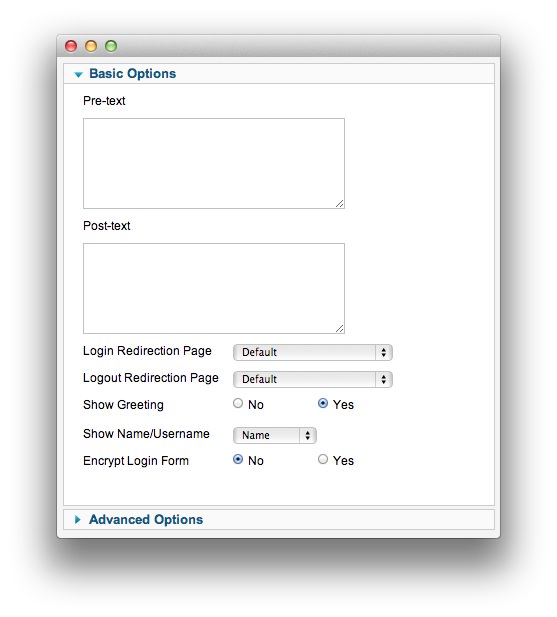 Basic Options
Pre-text
Post-text
Login Redirection Page Default
Logout Redirection Page Default
Show Greeting No Yes
Show Name/Username Name
Encrypt Login Form No Yes
Advanced Options